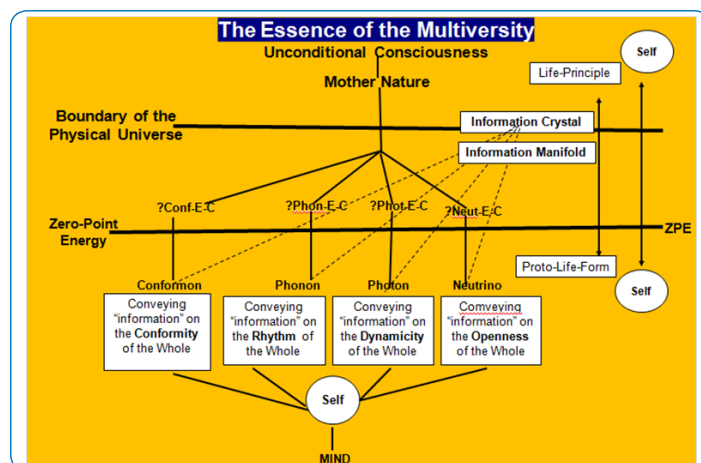 The Essence of the Multiversity
Unconditional Consciousness
Mother Nature
Self
Life-Principle
Boundary of the
Physical Universe
Information Crystal
Information Manifold
?Conf-E-C
?Phon-E-C
?Phot-E-C
?Neut-E-C
Zero-Point
Energy
ZPE
Proto-Life-Form
Self
Conformon
Phonon
Photon
Neutrino
Conveying
"information" on
the Conformity
of the Whole
Conveying
"information" on
the Rhythm of
the Whole
Conveying
"information" on
the Dynamicity
of the Whole
Comveying
"information" on
the Openness
of the Whole
Self
MIND